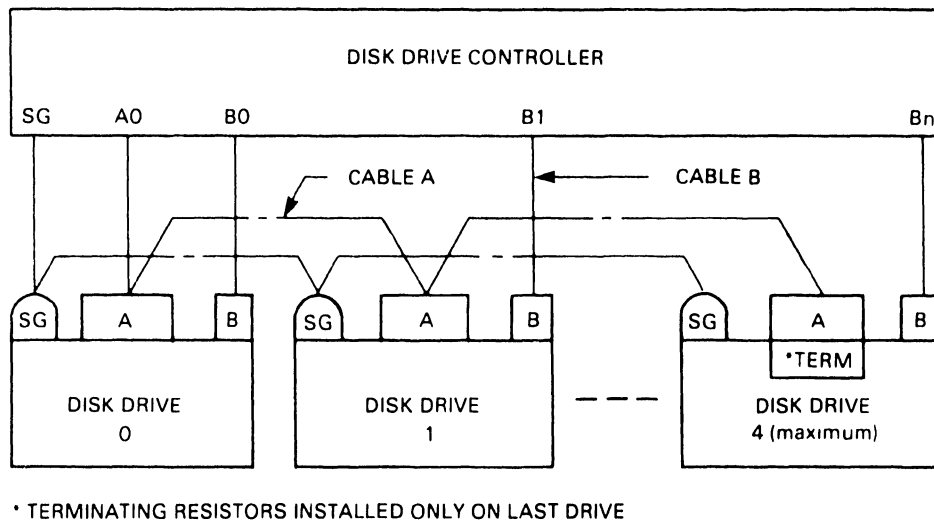 DISK DRIVE CONTROLLER
SG A0 B0 B1 Bn
CABLE A CABLE B
SG A B SG A B SG A B
*TERM
DISK DRIVE
0
DISK DRIVE
1
DISK DRIVE
4 (maximum)
* TERMINATING RESISTORS INSTALLED ONLY ON LAST DRIVE